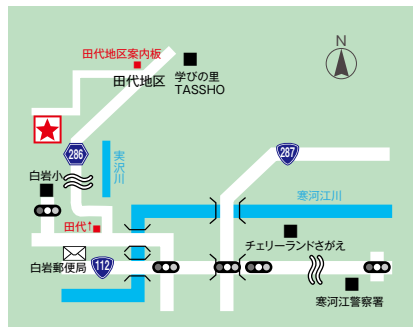 田代地区案内板
田代地区
学びの里
TASSHO
N
286
実沢川
287
白岩小
寒河江川
田代↑
チェリーランドさがえ
白岩郵便局
112
寒河江警察署